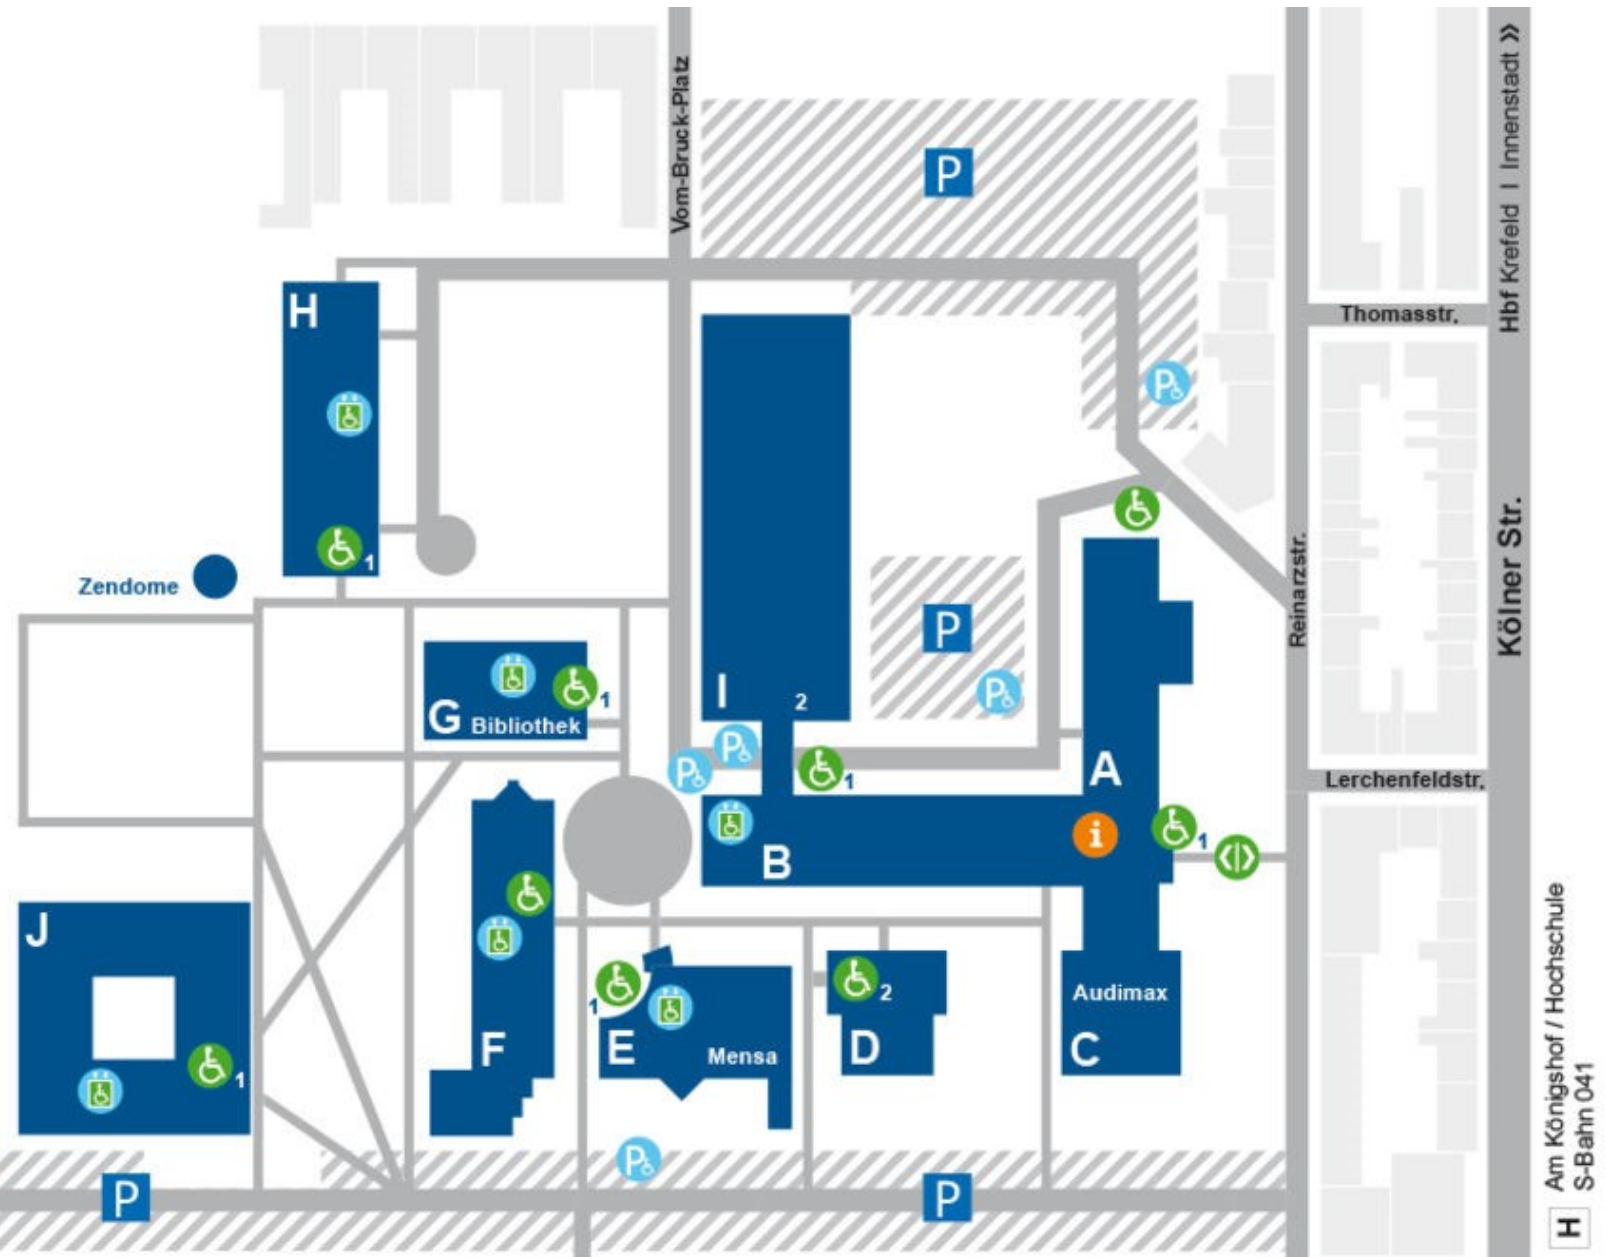 Vom-Bruck-Platz
P
Hbf Krefeld I Innenstadt »
H
Thomasstr.
P
Kölner Str.
Reinarzstr.
1
Zendome
P
I
2
P
1
G Bibliothek
P
P
1
A
Lerchenfeldstr.
i
1
B
J
1
2
Audimax
F
E
Mensa
D
C
1
P
P
P
Am Königshof / Hochschule
S-Bahn 041
H